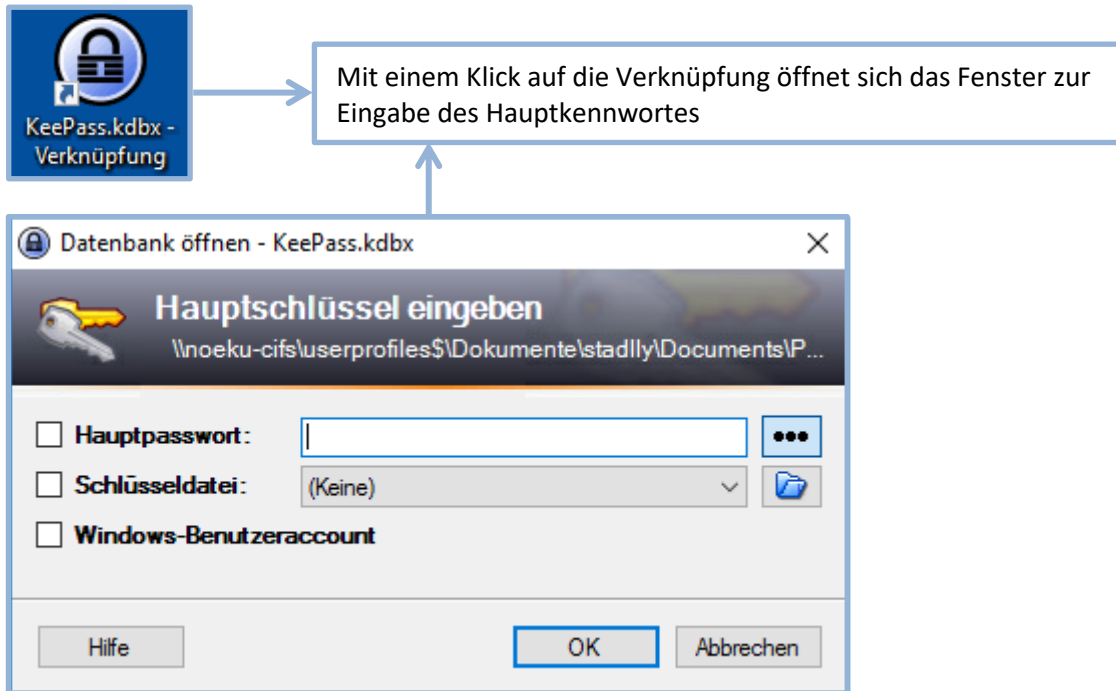 KeePass.kdbx -
Verknüpfung
Mit einem Klick auf die Verknüpfung öffnet sich das Fenster zur
Eingabe des Hauptkennwortes
Datenbank öffnen - KeePass.kdbx
Hauptschlüssel eingeben
\\noeku-cifs\userprofiles$\Dokumente\stadlly\Documents\P...
Hauptpasswort:
Schlüsseldatei: (Keine)
Windows-Benutzeraccount
Hilfe OK Abbrechen